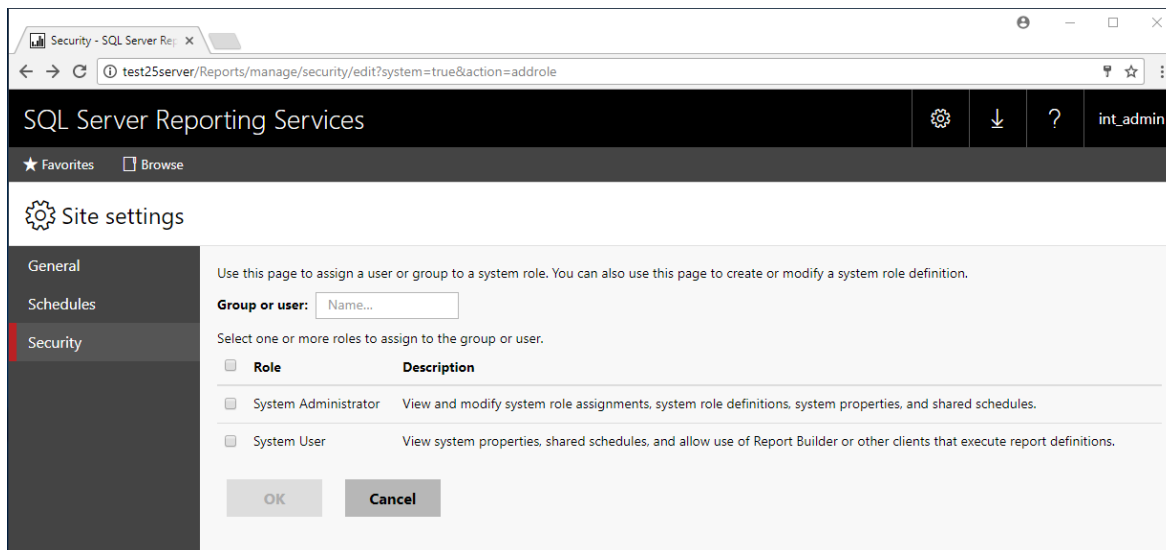 Security - SQL Server Rep
test25server/Reports/manage/security/edit?system=true&action=addrole
SQL Server Reporting Services
int_admin
Favorites Browse
Site settings
General
Schedules
Security
Use this page to assign a user or group to a system role. You can also use this page to create or modify a system role definition.
Group or user: Name...
Select one or more roles to assign to the group or user.
Role Description
System Administrator View and modify system role assignments, system role definitions, system properties, and shared schedules.
System User View system properties, shared schedules, and allow use of Report Builder or other clients that execute report definitions.
OK Cancel